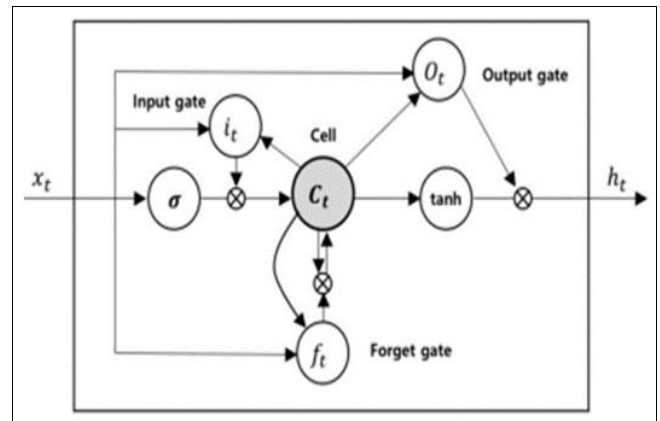 O_t
Output gate
Input gate
i_t
Cell
x_t
σ
⊗
C_t
tanh
⊗
h_t
⊗
f_t
Forget gate